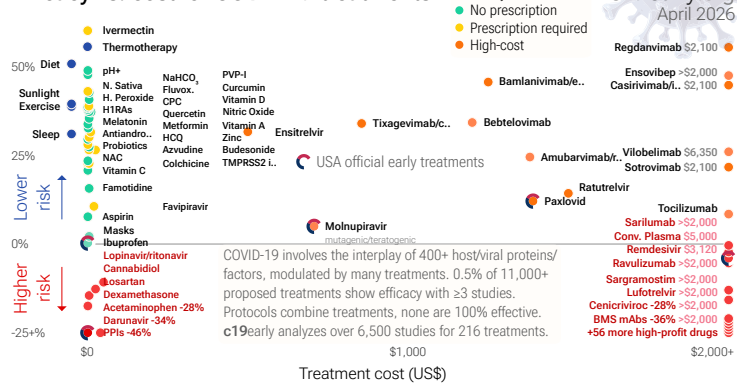 April 2026
No prescription
Prescription required
High-cost
50%
25%
0%
-25+%
Lower risk
Higher risk
Ivermectin
Thermotherapy
Diet
pH+
N. Sativa
Sunlight
H. Peroxide
Exercise
H1RAs
Melatonin
Sleep
Antiandro..
Probiotics
NAC
Vitamin C
Famotidine
Aspirin
Masks
Ibuprofen
NaHCO₃
Fluvox.
CPC
Quercetin
Metformin
HCQ
Azvudine
Colchicine
Favipiravir
PVP-I
Curcumin
Vitamin D
Nitric Oxide
Vitamin A
Zinc
Budesonide
TMPRSS2 i..
Ensitrelvir
USA official early treatments
Tixagevimab/c..
Bamlanivimab/e..
Bebtelovimab
Amubarvimab/r..
Ratutrelvir
Paxlovid
Molnupiravir
mutagenic/teratogenic
Regdanvimab $2,100
Ensovibep >$2,000
Casirivimab/i.. $2,100
Vilobelimab $6,350
Sotrovimab $2,100
Tocilizumab
Sarilumab >$2,000
Conv. Plasma $5,000
Remdesivir $3,120
Ravulizumab >$2,000
Sargramostim >$2,000
Lufotrelvir >$2,000
Cenicriviroc -28% >$2,000
BMS mAbs -36% >$2,000
+56 more high-profit drugs
Lopinavir/ritonavir
Cannabidiol
Losartan
Dexamethasone
Acetaminophen -28%
Darunavir -34%
PPIs -46%
COVID-19 involves the interplay of 400+ host/viral proteins/
factors, modulated by many treatments. 0.5% of 11,000+
proposed treatments show efficacy with ≥3 studies.
Protocols combine treatments, none are 100% effective.
c19early analyzes over 6,500 studies for 216 treatments.
$0
$1,000
$2,000+
Treatment cost (US$)